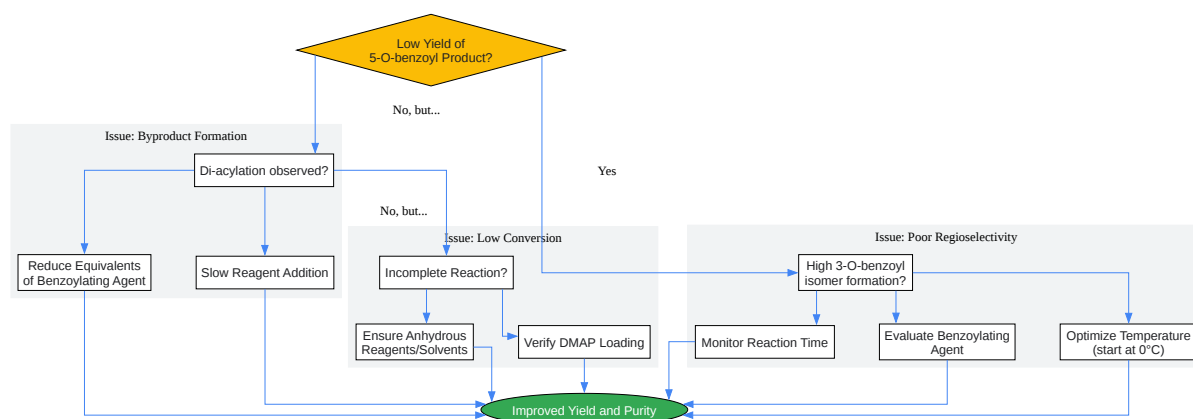 Low Yield of
5-O-benzoyl Product?
No, but...
Issue: Byproduct Formation
Di-acylation observed?
Yes
No, but...
Issue: Low Conversion
Issue: Poor Regioselectivity
Reduce Equivalents
of Benzoylating Agent
Slow Reagent Addition
Incomplete Reaction?
High 3-O-benzoyl
isomer formation?
Ensure Anhydrous
Reagents/Solvents
Verify DMAP Loading
Monitor Reaction Time
Evaluate Benzoylating
Agent
Optimize Temperature
(start at 0°C)
Improved Yield and Purity